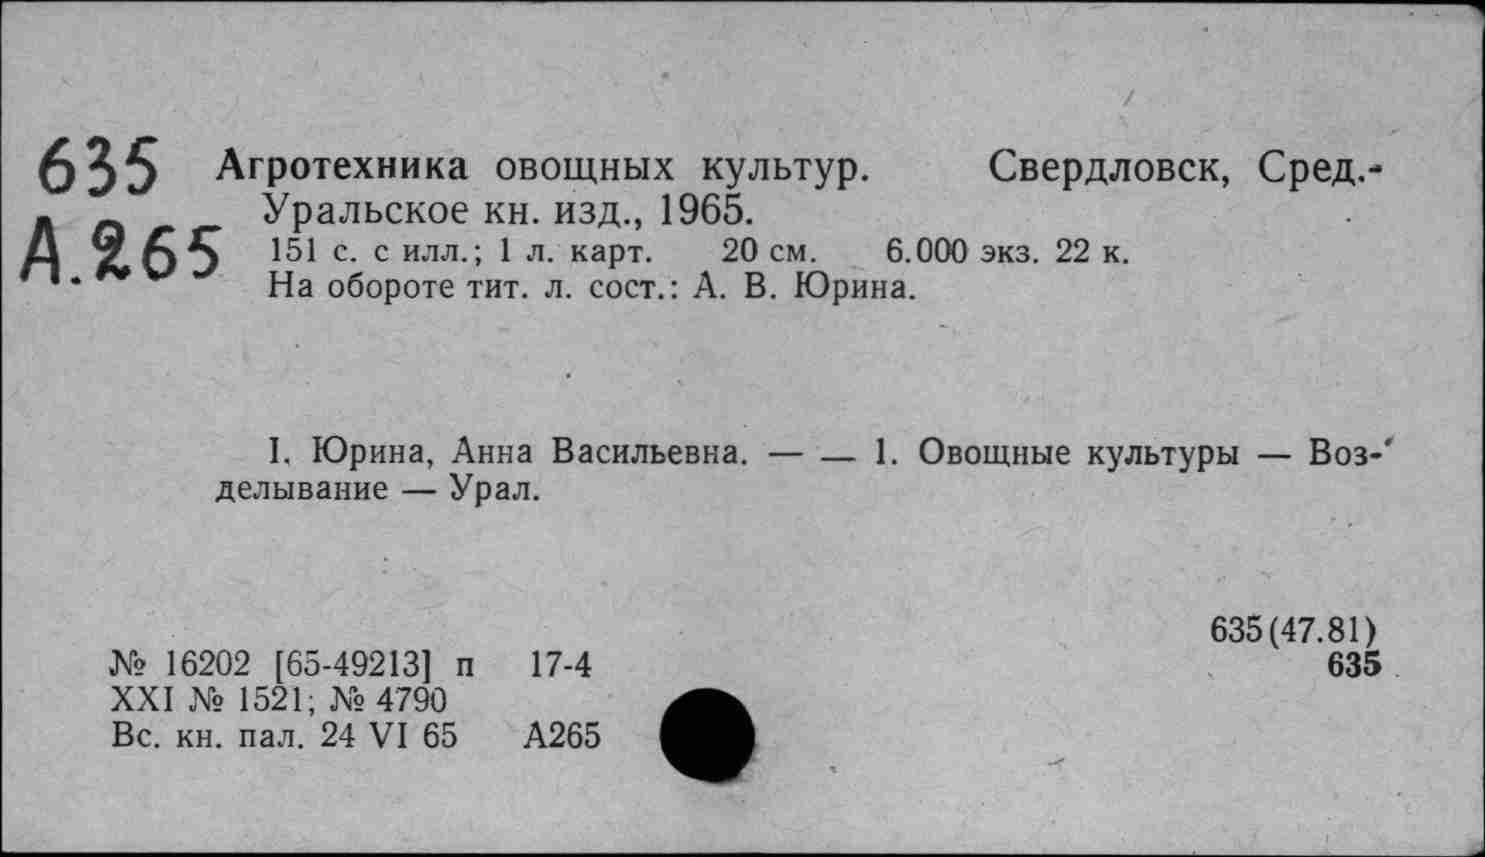 635 Агротехника овощных культур. Свердловск, Сред.-
Уральское кн. изд., 1965.
А.265 151 с. с илл.; 1 л. карт. 20 см. 6.000 экз. 22 к.
На обороте тит. л. сост.: А. В. Юрина.
I. Юрина, Анна Васильевна. — — 1. Овощные культуры — Воз-
делывание — Урал.
635(47.81)
№ 16202 [65-49213] п 17-4 635
XXI № 1521; № 4790
Вс. кн. пал. 24 VI 65 А265